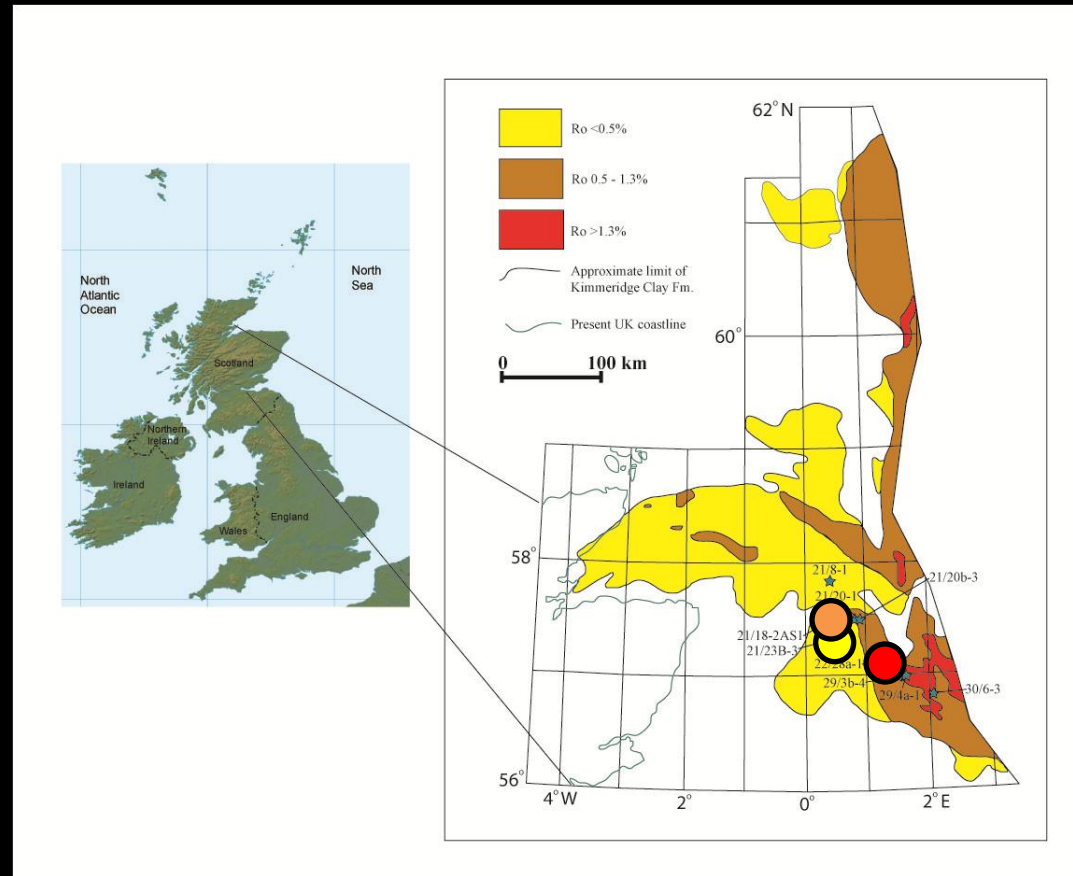 North
Atlantic
Ocean
North
Sea
Scotland
Northern
Ireland
Ireland
Wales
England
Ro <0.5%
Ro 0.5 - 1.3%
Ro >1.3%
Approximate limit of
Kimmeridge Clay Fm.
Present UK coastline
0 100 km
62° N
60°
58°
56°
4° W
2°
0°
2° E
21/8-1
21/20-1
21/20b-3
21/18-2AS1
21/23B-3
22/28a-1
29/3b-4
29/4a-1
30/6-3